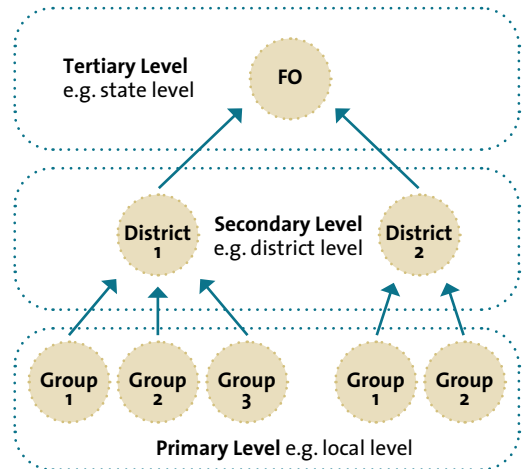 Tertiary Level
e.g. state level
FO
District
1
Secondary Level
e.g. district level
District
2
Group
1
Group
2
Group
3
Group
1
Group
2
Primary Level e.g. local level